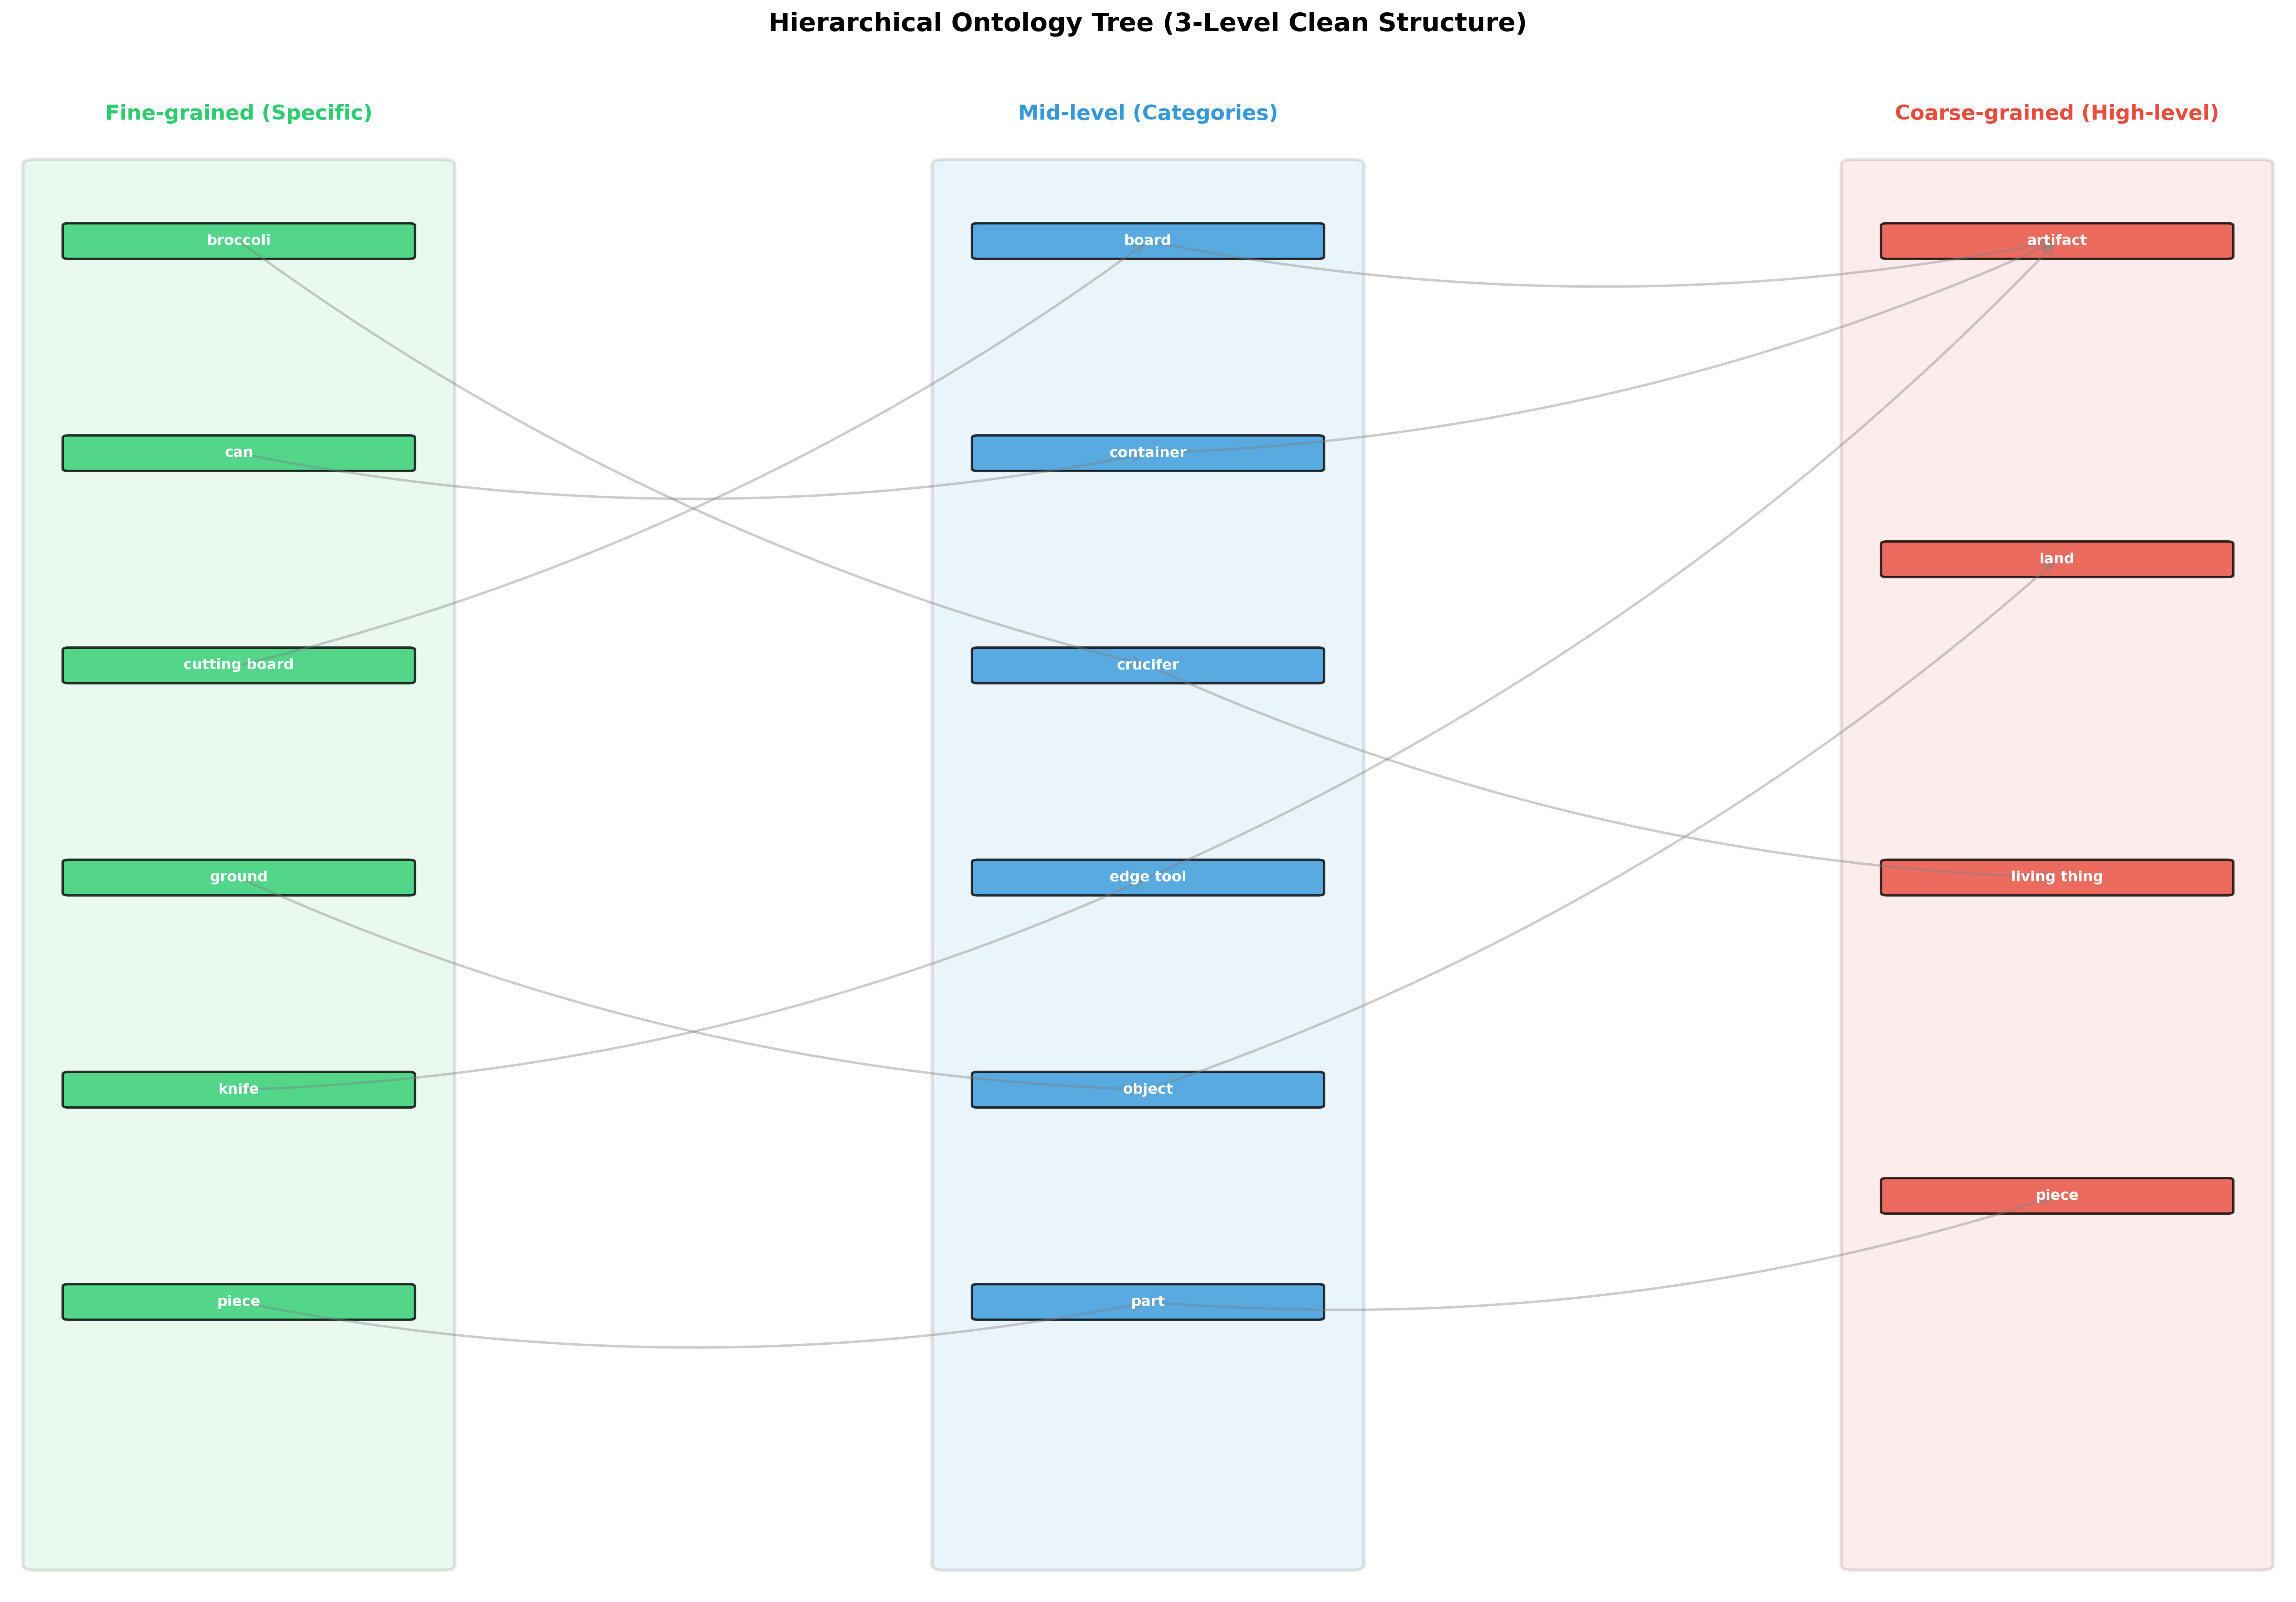 Hierarchical Ontology Tree (3-Level Clean Structure)
Fine-grained (Specific)
broccoli
can
cutting board
ground
knife
piece
Mid-level (Categories)
board
container
crucifer
edge tool
object
part
Coarse-grained (High-level)
artifact
land
living thing
piece